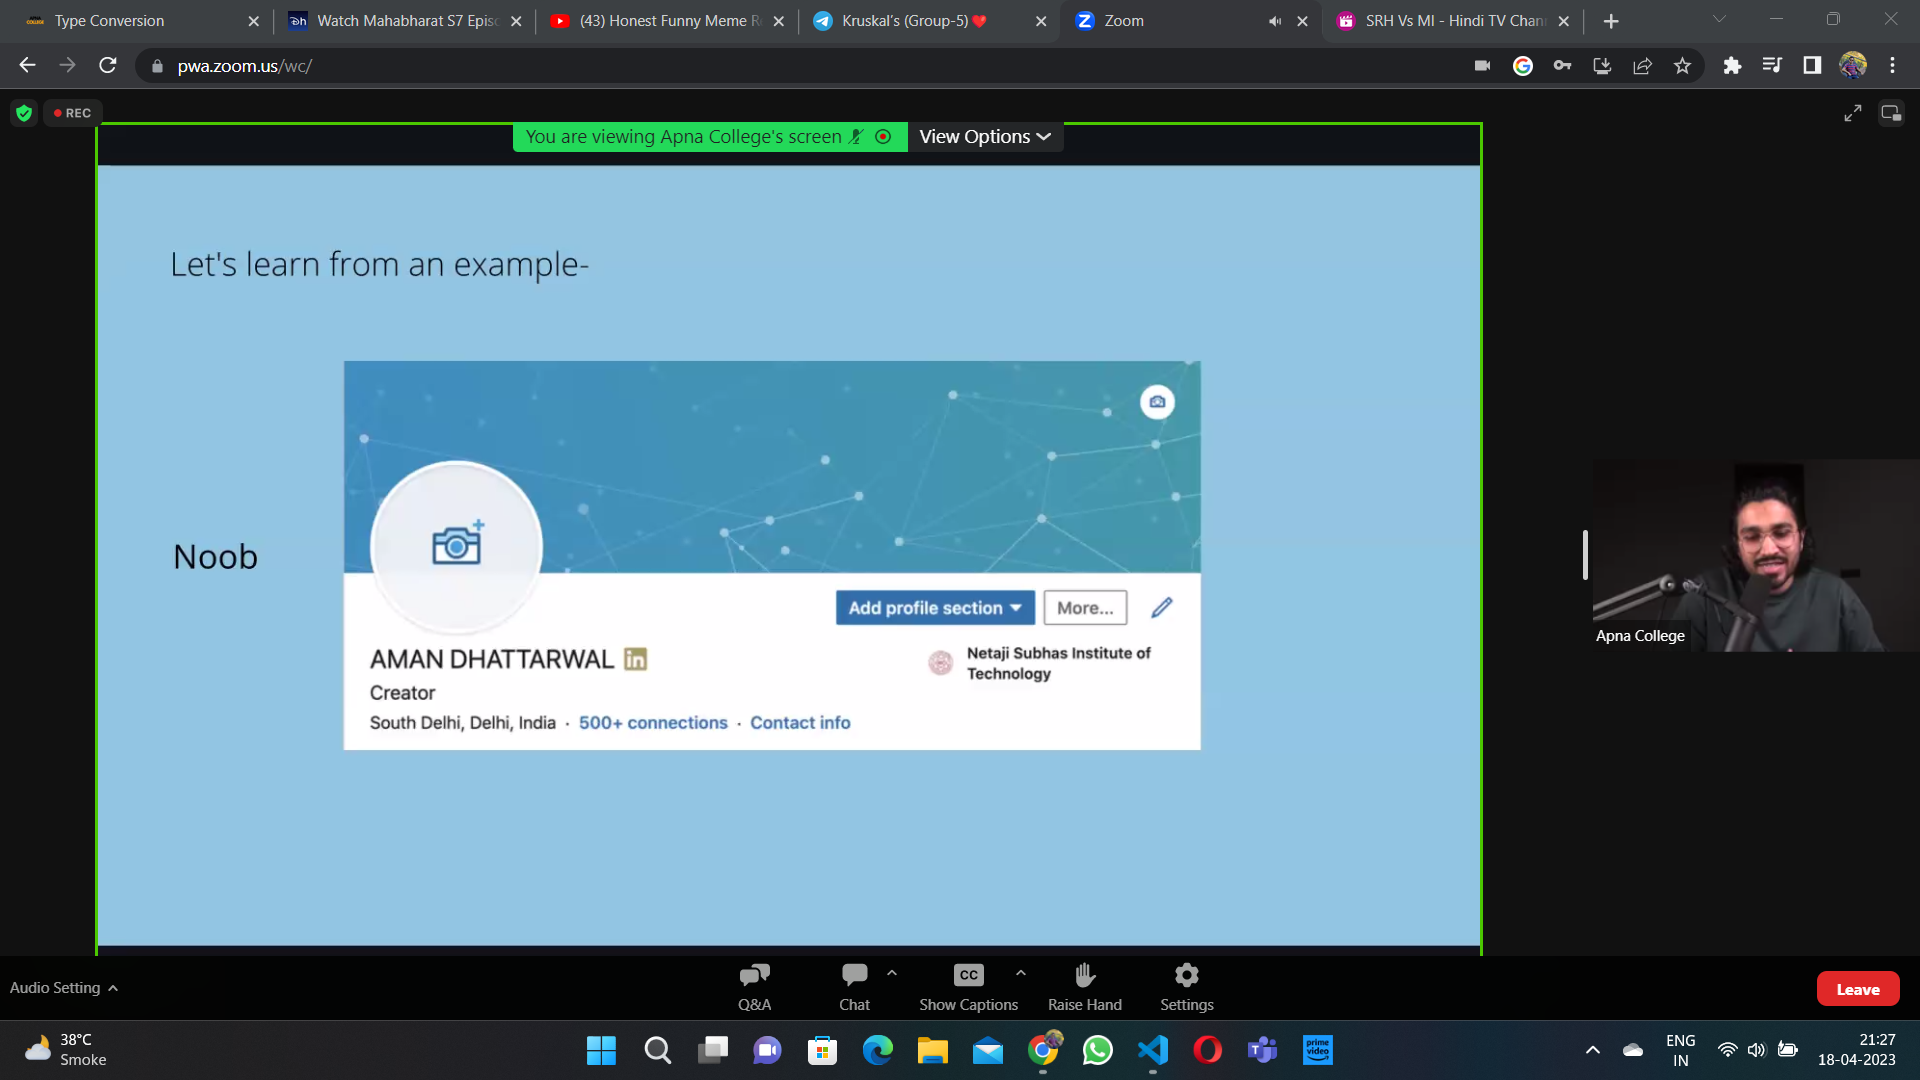 Type Conversion
Watch Mahabharat S7 Epis
(43) Honest Funny Meme R
Kruskal's (Group-5)❤️
Zoom
SRH Vs MI - Hindi TV Chan
pwa.zoom.us/wc/
REC
You are viewing Apna College's screen
View Options
Let's learn from an example-
Noob
Add profile section
More...
AMAN DHATTARWAL in
Netaji Subhas Institute of
Technology
Creator
South Delhi, Delhi, India · 500+ connections · Contact info
Apna College
Audio Setting
Q&A
Chat
CC
Show Captions
Raise Hand
Settings
Leave
38°C
Smoke
prime
video
ENG
IN
21:27
18-04-2023